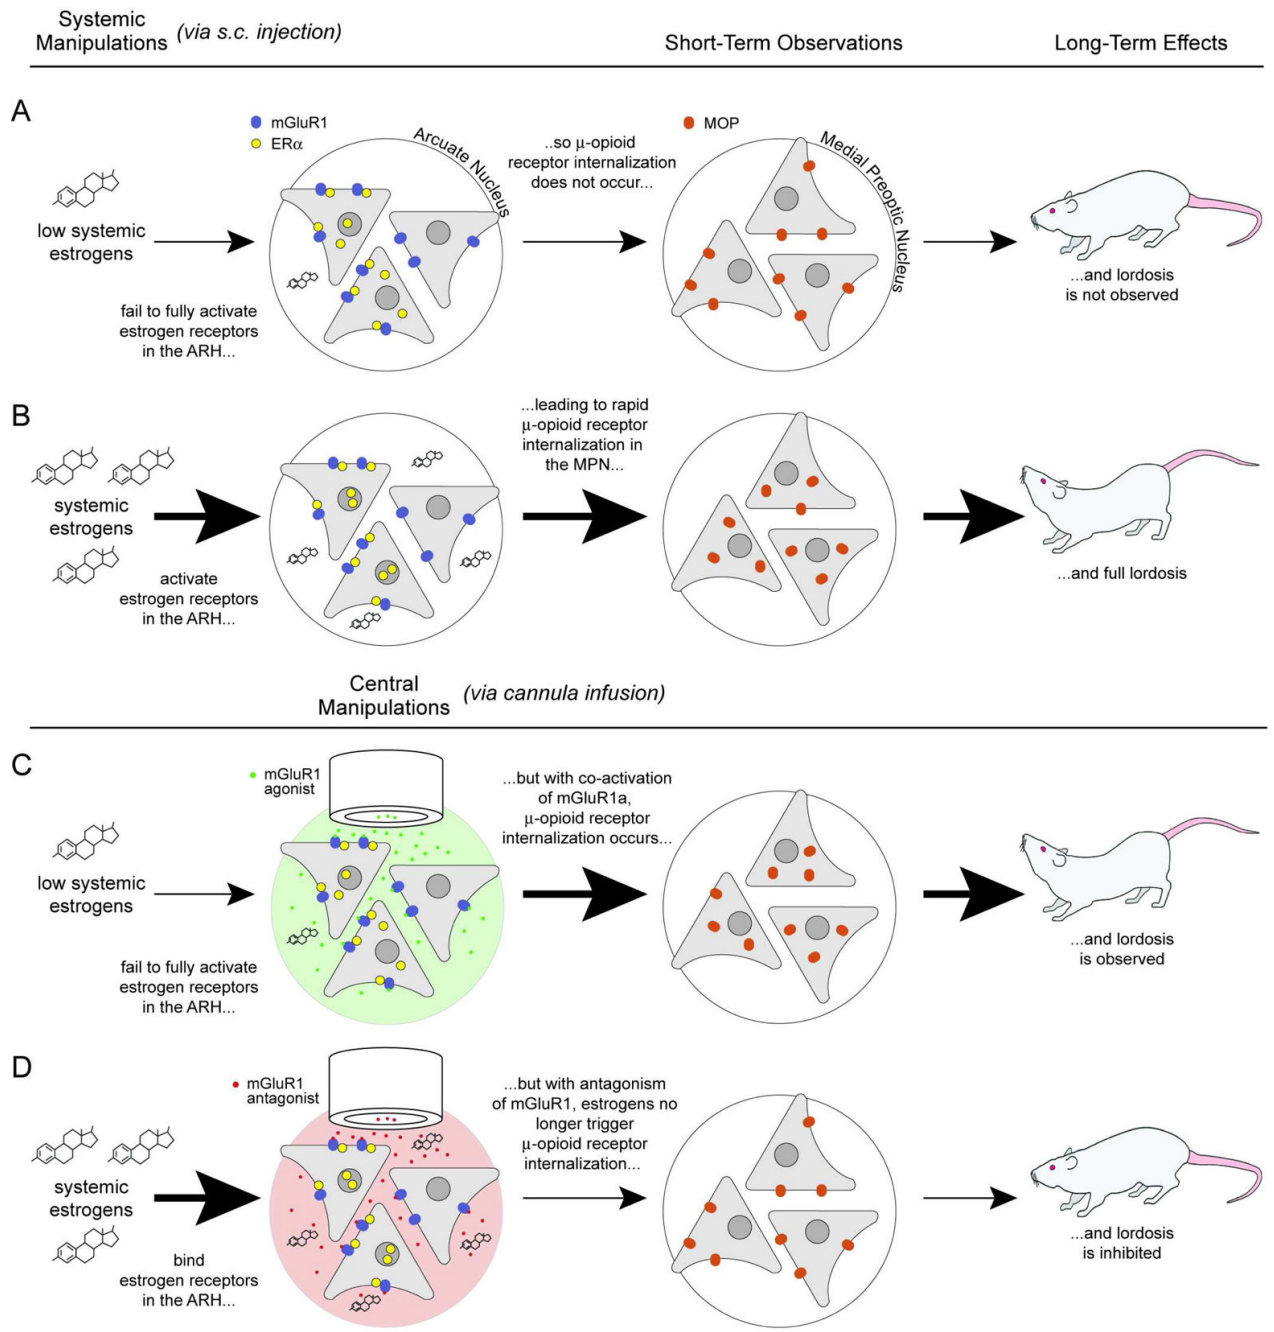 Systemic
Manipulations (via s.c. injection)
Short-Term Observations
Long-Term Effects
A
low systemic
estrogens
fail to fully activate
estrogen receptors
in the ARH...
mGluR1
ERα
Arcuate Nucleus
..so μ-opioid
receptor internalization
does not occur...
MOP
Medial Preoptic Nucleus
...and lordosis
is not observed
B
systemic
estrogens
activate
estrogen receptors
in the ARH...
...leading to rapid
μ-opioid receptor
internalization in
the MPN...
...and full lordosis
Central
Manipulations (via cannula infusion)
C
low systemic
estrogens
fail to fully activate
estrogen receptors
in the ARH...
mGluR1
agonist
...but with co-activation
of mGluR1a,
μ-opioid receptor
internalization occurs...
...and lordosis
is observed
D
systemic
estrogens
bind
estrogen receptors
in the ARH...
mGluR1
antagonist
...but with antagonism
of mGluR1, estrogens no
longer trigger
μ-opioid receptor
internalization...
...and lordosis
is inhibited